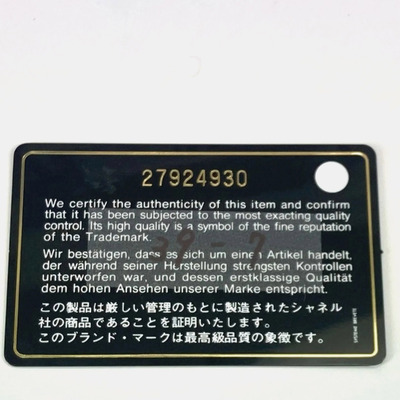 27924930
We certify the authenticity of this item and confirm
that it has been subjected to the most exacting quality
control. Its high quality is a symbol of the fine reputation
of the Trademark.
Wir bestätigen, dass es sich um einen Artikel handelt,
der während seiner Herstellung strengsten Kontrollen
unterworfen war, und dessen erstklassige Qualität
dem hohen Ansehen unserer Marke entspricht.
この製品は厳しい管理のもとに製造されたシャネル
社の商品であることを証明いたします。
このブランド・マークは最高級品質の象徴です。